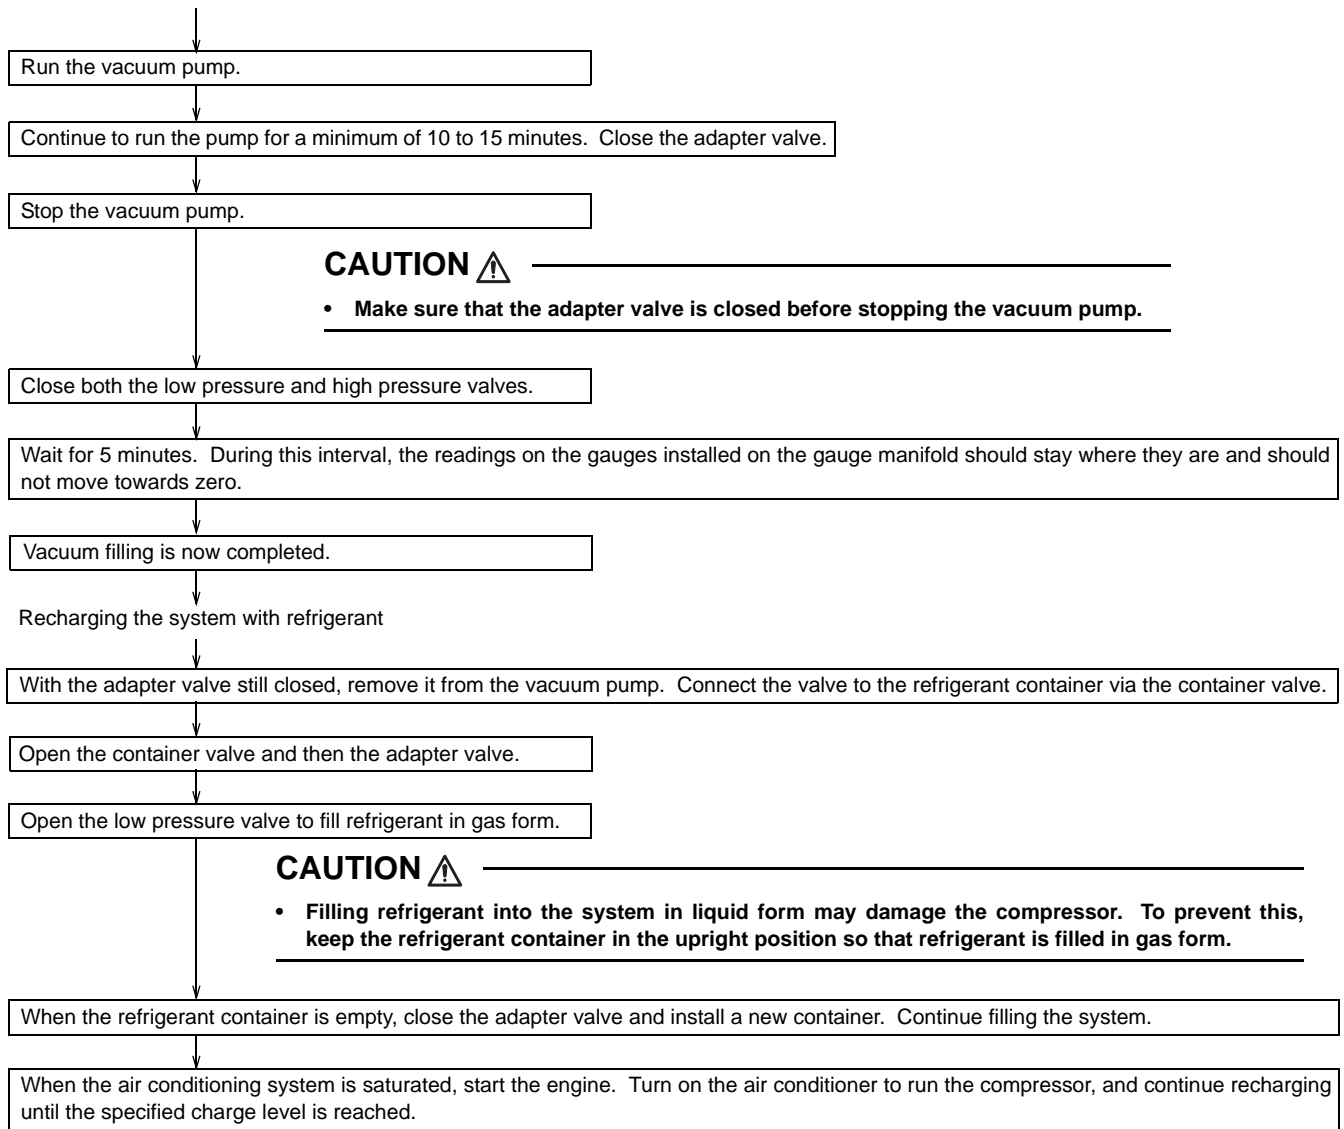 Run the vacuum pump.
Continue to run the pump for a minimum of 10 to 15 minutes.  Close the adapter valve.
Stop the vacuum pump.
CAUTION
• Make sure that the adapter valve is closed before stopping the vacuum pump.
Close both the low pressure and high pressure valves.
Wait for 5 minutes.  During this interval, the readings on the gauges installed on the gauge manifold should stay where they are and should
not move towards zero.
Vacuum filling is now completed.
Recharging the system with refrigerant
With the adapter valve still closed, remove it from the vacuum pump.  Connect the valve to the refrigerant container via the container valve.
Open the container valve and then the adapter valve.
Open the low pressure valve to fill refrigerant in gas form.
CAUTION
• Filling refrigerant into the system in liquid form may damage the compressor.  To prevent this,
keep the refrigerant container in the upright position so that refrigerant is filled in gas form.
When the refrigerant container is empty, close the adapter valve and install a new container.  Continue filling the system.
When the air conditioning system is saturated, start the engine.  Turn on the air conditioner to run the compressor, and continue recharging
until the specified charge level is reached.